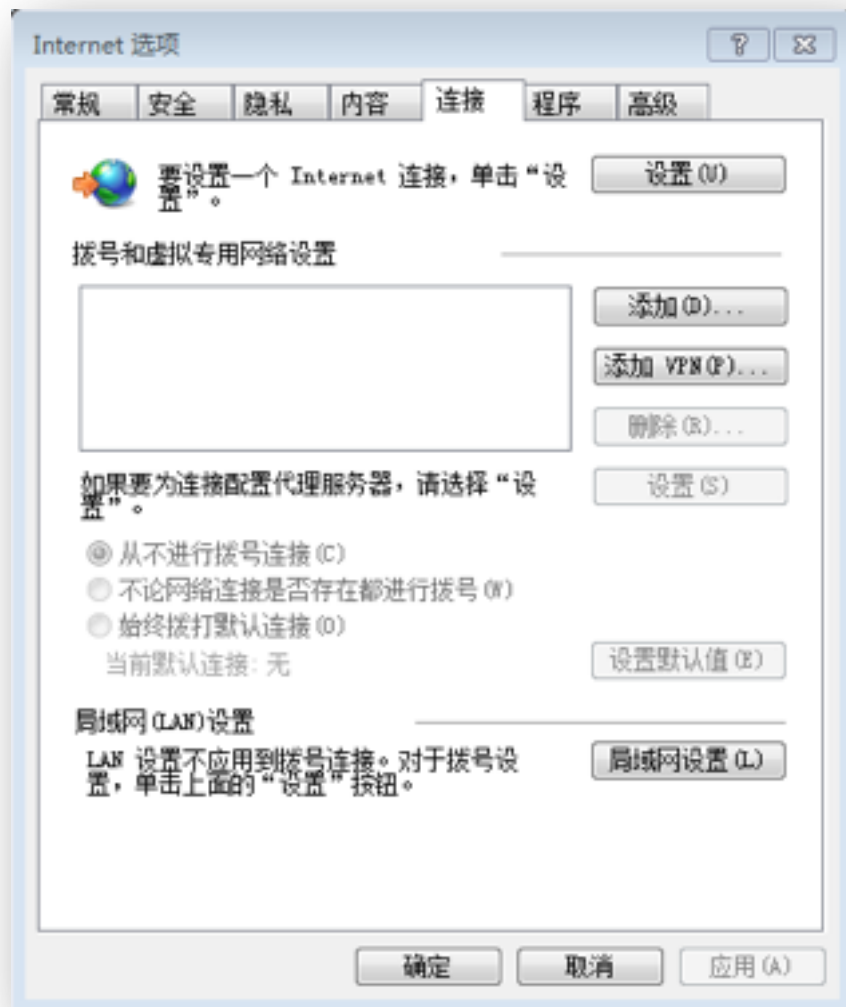 Internet 选项
常规 安全 隐私 内容 连接 程序 高级
要设置一个 Internet 连接，单击“设
置”。
设置(U)
拨号和虚拟专用网络设置
添加(D)...
添加 VPN(P)...
删除(R)...
如果要为连接配置代理服务器，请选择“设
置”。
设置(S)
从不进行拨号连接(C)
不论网络连接是否存在都进行拨号(W)
始终拨打默认连接(O)
当前默认连接: 无
设置默认值(E)
局域网(LAN)设置
LAN 设置不应用到拨号连接。对于拨号设
置，单击上面的“设置”按钮。
局域网设置(L)
确定 取消 应用(A)